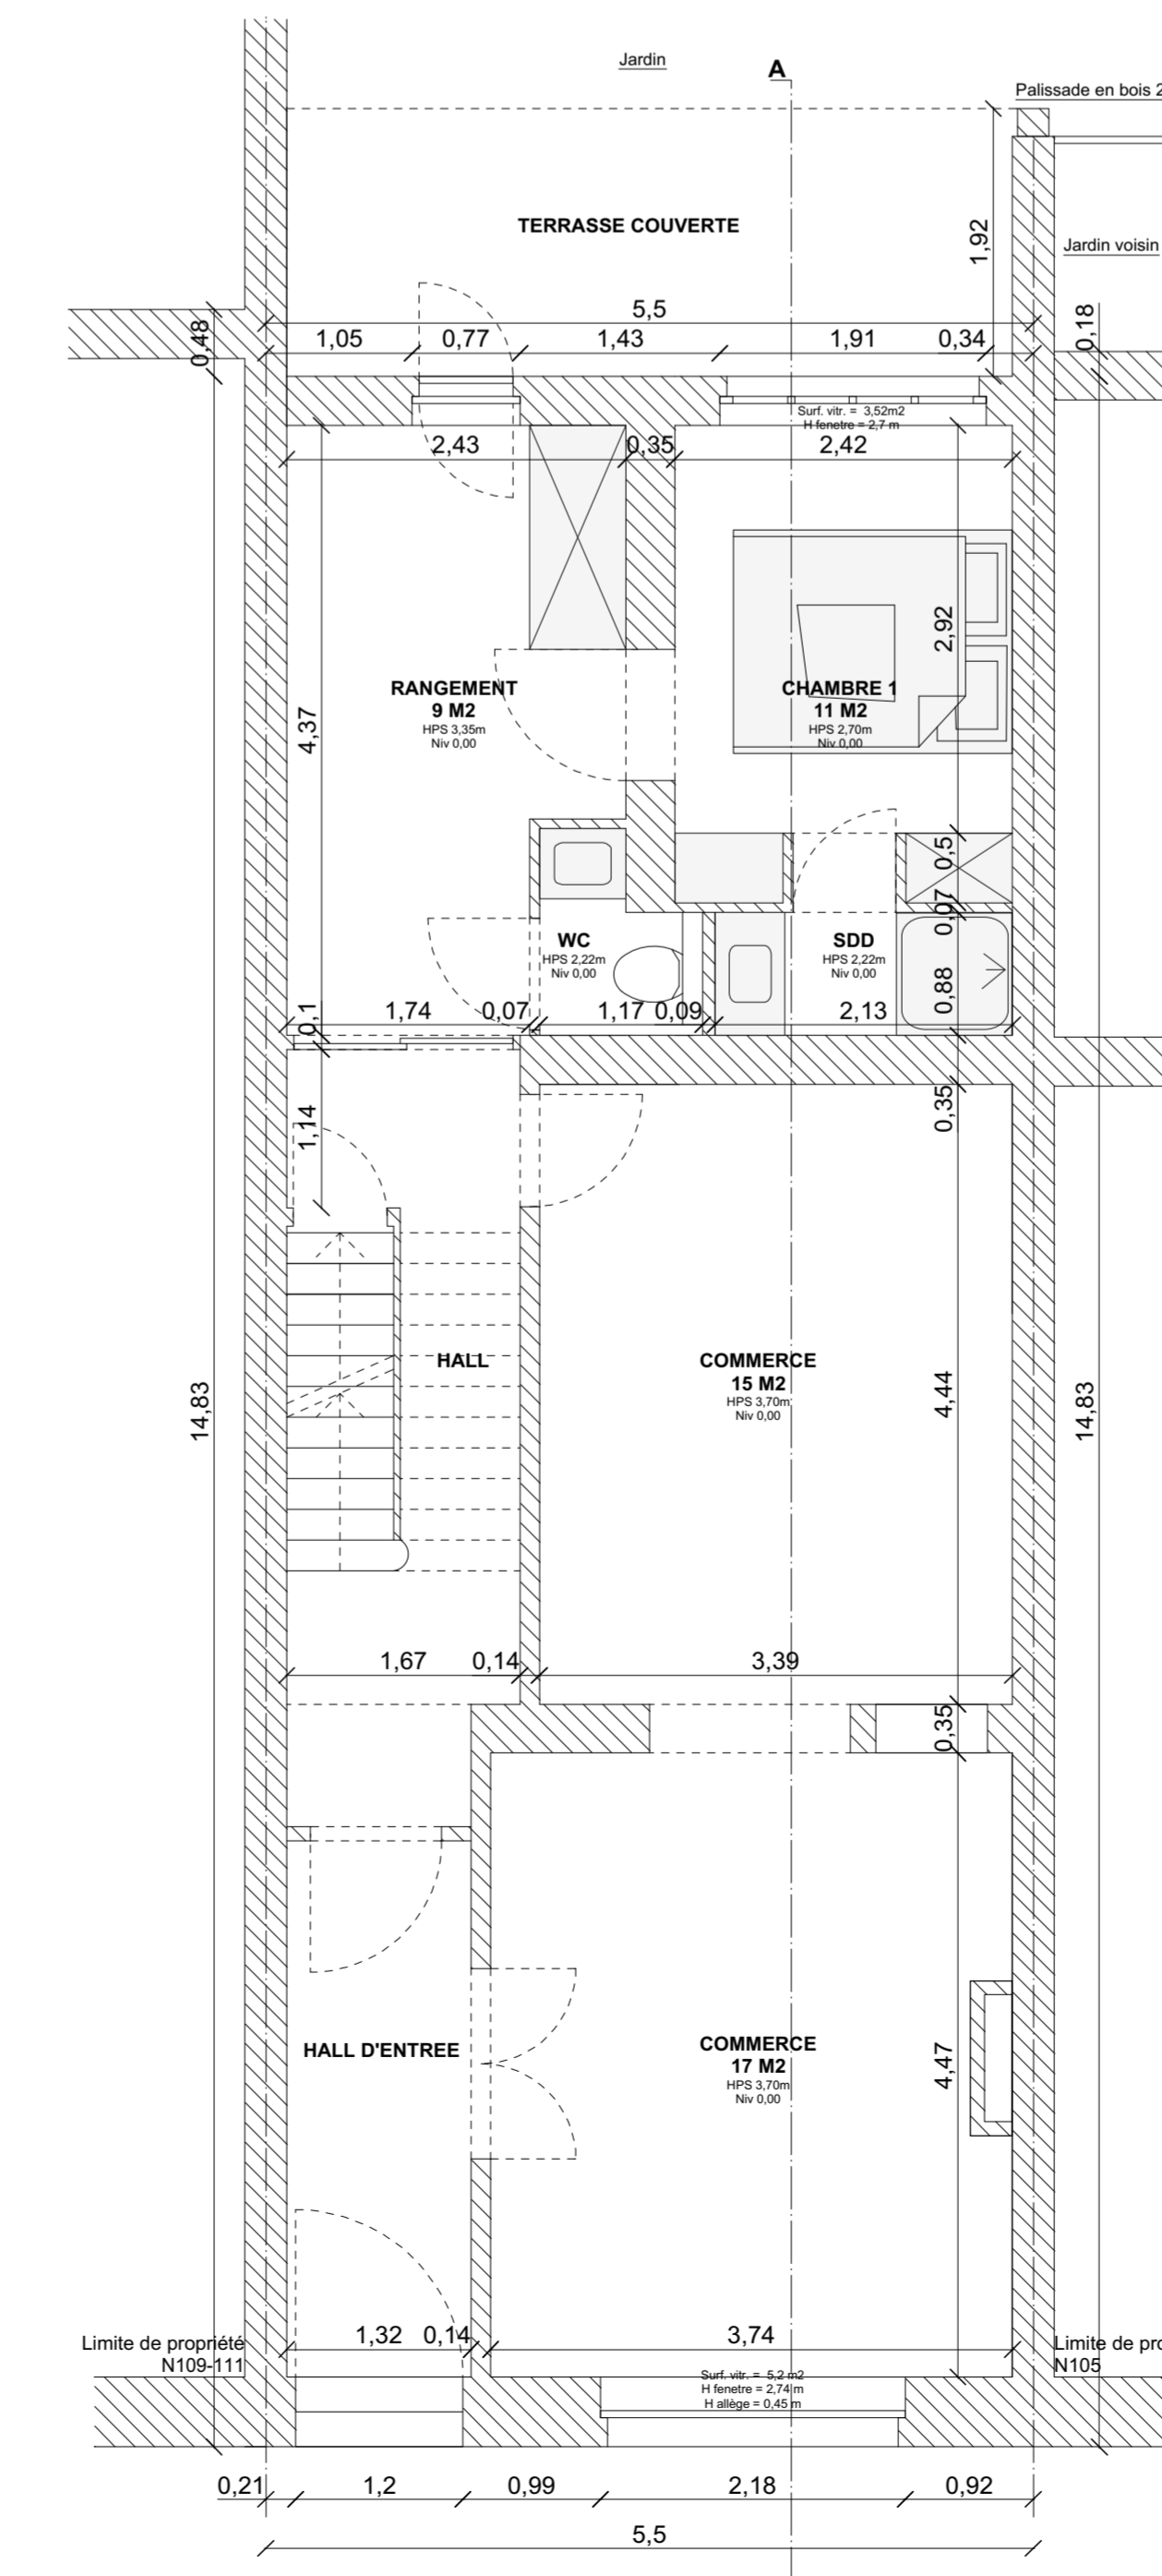 Jardin
A
Palissade en bois 2
TERRASSE COUVERTE
1,92
Jardin voisin
5,5
0,48
1,05
0,77
1,43
1,91
0,34
0,18
Surf. vitr. = 3,52m2
H fenetre = 2,7 m
2,43
0,35
2,42
2,92
RANGEMENT
9 M2
HPS 3,35m
Niv 0,00
CHAMBRE 1
11 M2
HPS 2,70m
Niv 0,00
4,37
0,5
0,07
WC
HPS 2,22m
Niv 0,00
SDD
HPS 2,22m
Niv 0,00
0,88
0,1
1,74
0,07
1,17
0,09
2,13
1,14
0,35
HALL
COMMERCE
15 M2
HPS 3,70m
Niv 0,00
14,83
4,44
14,83
1,67
0,14
3,39
0,35
HALL D'ENTREE
COMMERCE
17 M2
HPS 3,70m
Niv 0,00
4,47
Limite de propriété
N109-111
1,32
0,14
3,74
Limite de pro
N105
Surf. vitr. = 5,2 m2
H fenetre = 2,74 m
H allège = 0,45 m
0,21
1,2
0,99
2,18
0,92
5,5